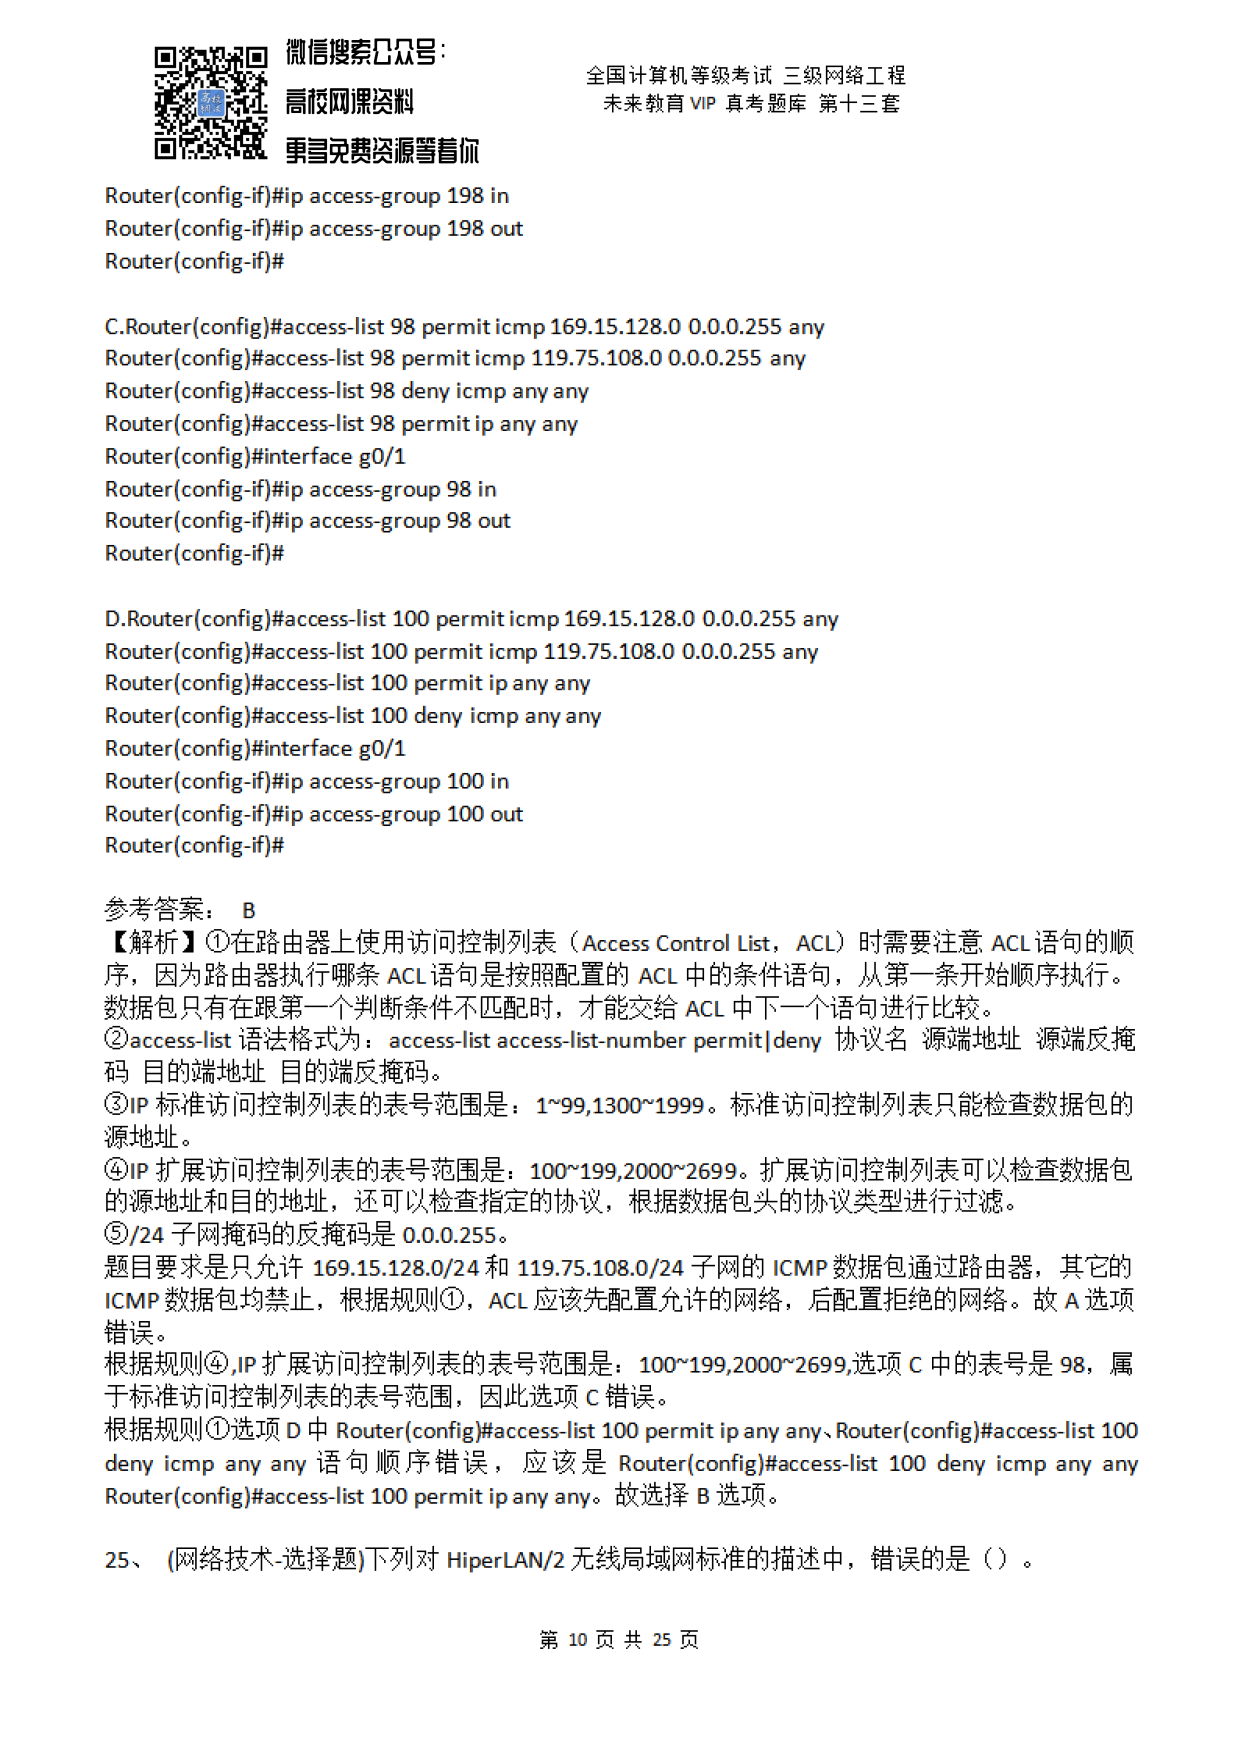 微信搜索公众号：
高校网课资料
更多免费资源等着你
全国计算机等级考试 三级网络工程
未来教育 VIP 真考题库 第十三套
Router(config-if)#ip access-group 198 in
Router(config-if)#ip access-group 198 out
Router(config-if)#
C.Router(config)#access-list 98 permit icmp 169.15.128.0 0.0.0.255 any
Router(config)#access-list 98 permit icmp 119.75.108.0 0.0.0.255 any
Router(config)#access-list 98 deny icmp any any
Router(config)#access-list 98 permit ip any any
Router(config)#interface g0/1
Router(config-if)#ip access-group 98 in
Router(config-if)#ip access-group 98 out
Router(config-if)#
D.Router(config)#access-list 100 permit icmp 169.15.128.0 0.0.0.255 any
Router(config)#access-list 100 permit icmp 119.75.108.0 0.0.0.255 any
Router(config)#access-list 100 permit ip any any
Router(config)#access-list 100 deny icmp any any
Router(config)#interface g0/1
Router(config-if)#ip access-group 100 in
Router(config-if)#ip access-group 100 out
Router(config-if)#
参考答案： B
【解析】①在路由器上使用访问控制列表（Access Control List，ACL）时需要注意 ACL 语句的顺
序，因为路由器执行哪条 ACL 语句是按照配置的 ACL 中的条件语句，从第一条开始顺序执行。
数据包只有在跟第一个判断条件不匹配时，才能交给 ACL 中下一个语句进行比较。
②access-list 语法格式为：access-list access-list-number permit|deny 协议名 源端地址 源端反掩
码 目的端地址 目的端反掩码。
③IP 标准访问控制列表的表号范围是：1~99,1300~1999。标准访问控制列表只能检查数据包的
源地址。
④IP 扩展访问控制列表的表号范围是：100~199,2000~2699。扩展访问控制列表可以检查数据包
的源地址和目的地址，还可以检查指定的协议，根据数据包头的协议类型进行过滤。
⑤/24 子网掩码的反掩码是 0.0.0.255。
题目要求是只允许 169.15.128.0/24 和 119.75.108.0/24 子网的 ICMP 数据包通过路由器，其它的
ICMP 数据包均禁止，根据规则①，ACL 应该先配置允许的网络，后配置拒绝的网络。故 A 选项
错误。
根据规则④,IP 扩展访问控制列表的表号范围是：100~199,2000~2699,选项 C 中的表号是 98，属
于标准访问控制列表的表号范围，因此选项 C 错误。
根据规则①选项 D 中 Router(config)#access-list 100 permit ip any any、Router(config)#access-list 100
deny icmp any any 语句顺序错误，应该是 Router(config)#access-list 100 deny icmp any any
Router(config)#access-list 100 permit ip any any。故选择 B 选项。
25、 (网络技术-选择题)下列对 HiperLAN/2 无线局域网标准的描述中，错误的是（）。
第 10 页 共 25 页